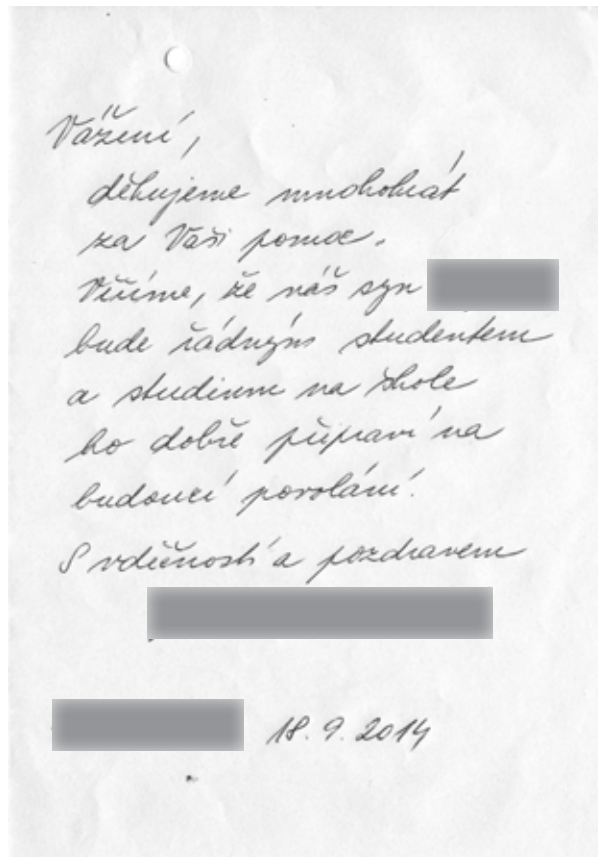 Vážení,
děkujeme mnohokrát
za Vaši pomoc.
Věříme, že náš syn
bude řádným studentem
a studium na škole
ho dobře připraví na
budoucí povolání.
S vděčností a pozdravem
18. 9. 2014